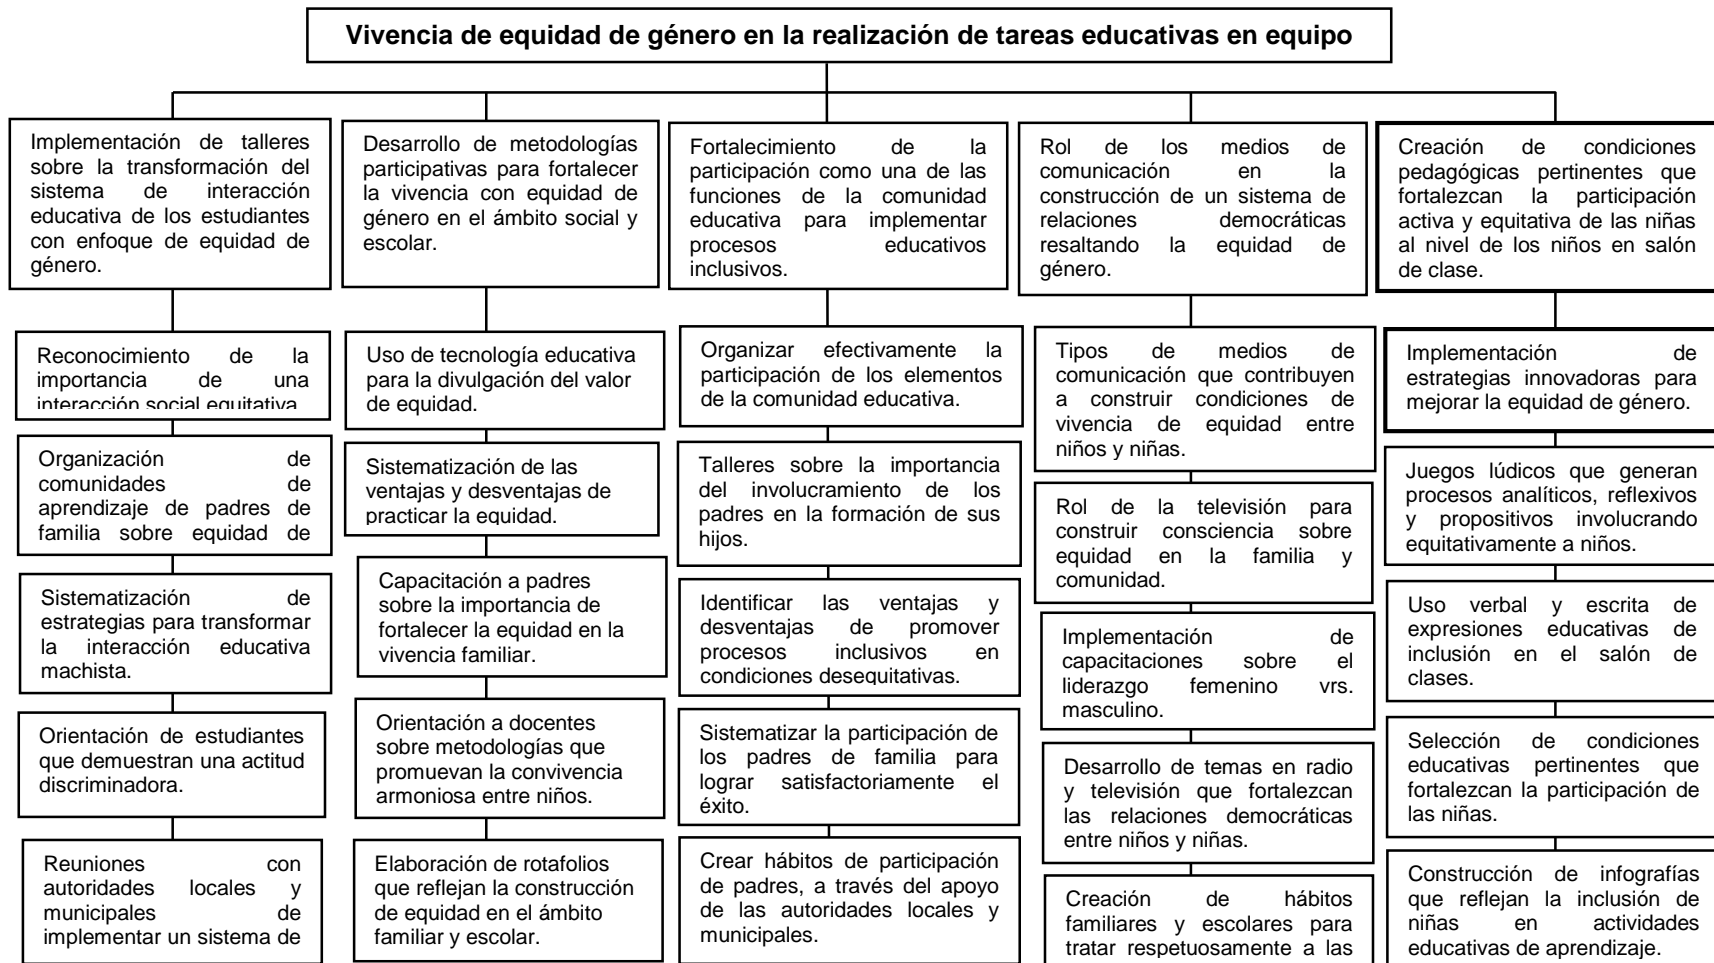 Vivencia de equidad de género en la realización de tareas educativas en equipo
Implementación de talleres
sobre la transformación del
sistema de interacción
educativa de los estudiantes
con enfoque de equidad de
género.
Reconocimiento de la
importancia de una
interacción social equitativa
Organización de
comunidades de
aprendizaje de padres de
familia sobre equidad de
Sistematización de
estrategias para transformar
la interacción educativa
machista.
Orientación de estudiantes
que demuestran una actitud
discriminadora.
Reuniones con
autoridades locales y
municipales de
implementar un sistema de
Desarrollo de metodologías
participativas para fortalecer
la vivencia con equidad de
género en el ámbito social y
escolar.
Uso de tecnología educativa
para la divulgación del valor
de equidad.
Sistematización de las
ventajas y desventajas de
practicar la equidad.
Capacitación a padres
sobre la importancia de
fortalecer la equidad en la
vivencia familiar.
Orientación a docentes
sobre metodologías que
promuevan la convivencia
armoniosa entre niños.
Elaboración de rotafolios
que reflejan la construcción
de equidad en el ámbito
familiar y escolar.
Fortalecimiento de la
participación como una de las
funciones de la comunidad
educativa para implementar
procesos educativos
inclusivos.
Organizar efectivamente la
participación de los elementos
de la comunidad educativa.
Talleres sobre la importancia
del involucramiento de los
padres en la formación de sus
hijos.
Identificar las ventajas y
desventajas de promover
procesos inclusivos en
condiciones desequitativas.
Sistematizar la participación de
los padres de familia para
lograr satisfactoriamente el
éxito.
Crear hábitos de participación
de padres, a través del apoyo
de las autoridades locales y
municipales.
Rol de los medios de
comunicación en la
construcción de un sistema de
relaciones democráticas
resaltando la equidad de
género.
Tipos de medios de
comunicación que contribuyen
a construir condiciones de
vivencia de equidad entre
niños y niñas.
Rol de la televisión para
construir consciencia sobre
equidad en la familia y
comunidad.
Implementación de
capacitaciones sobre el
liderazgo femenino vrs.
masculino.
Desarrollo de temas en radio
y televisión que fortalezcan
las relaciones democráticas
entre niños y niñas.
Creación de hábitos
familiares y escolares para
tratar respetuosamente a las
Creación de condiciones
pedagógicas pertinentes que
fortalezcan la participación
activa y equitativa de las niñas
al nivel de los niños en salón
de clase.
Implementación de
estrategias innovadoras para
mejorar la equidad de género.
Juegos lúdicos que generan
procesos analíticos, reflexivos
y propositivos involucrando
equitativamente a niños.
Uso verbal y escrita de
expresiones educativas de
inclusión en el salón de
clases.
Selección de condiciones
educativas pertinentes que
fortalezcan la participación de
las niñas.
Construcción de infografías
que reflejan la inclusión de
niñas en actividades
educativas de aprendizaje.